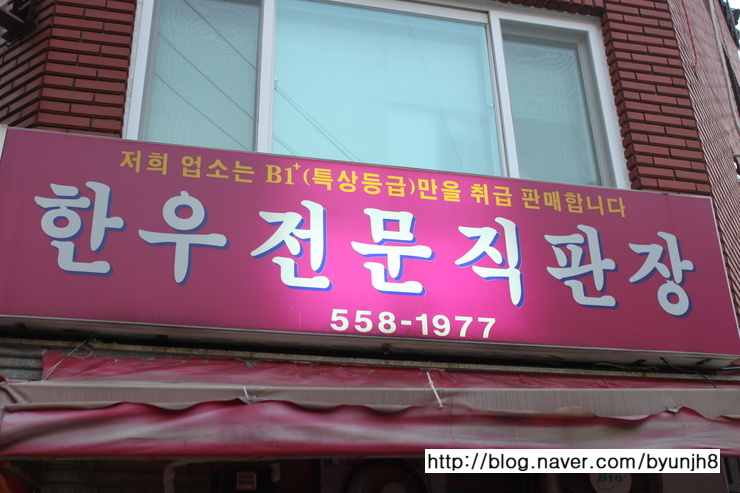 저희 업소는 B1+(특상등급)만을 취급 판매합니다
한우전문직판장
558-1977
http://blog.naver.com/byunjh8